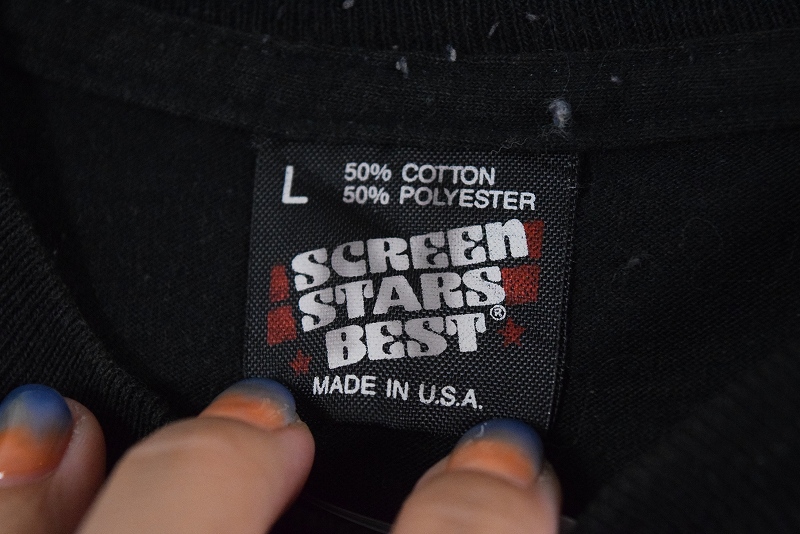 L
50% COTTON
50% POLYESTER
SCREEn
STARS
BEST®
MADE IN U.S.A.